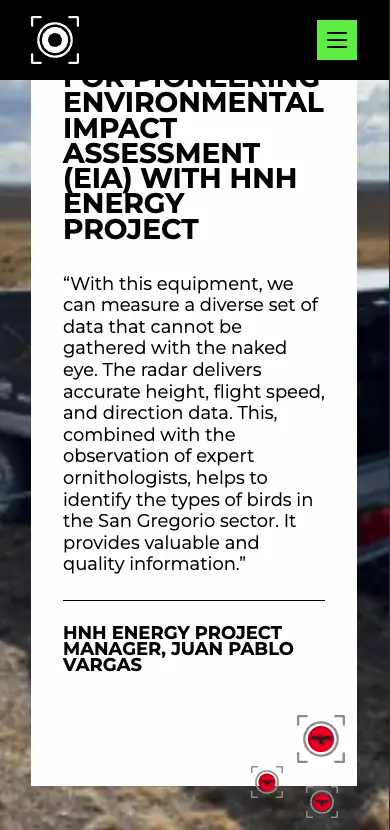 FOR PIONEERING
ENVIRONMENTAL
IMPACT
ASSESSMENT
(EIA) WITH HNH
ENERGY
PROJECT
“With this equipment, we
can measure a diverse set of
data that cannot be
gathered with the naked
eye. The radar delivers
accurate height, flight speed,
and direction data. This,
combined with the
observation of expert
ornithologists, helps to
identify the types of birds in
the San Gregorio sector. It
provides valuable and
quality information.”
HNH ENERGY PROJECT
MANAGER, JUAN PABLO
VARGAS